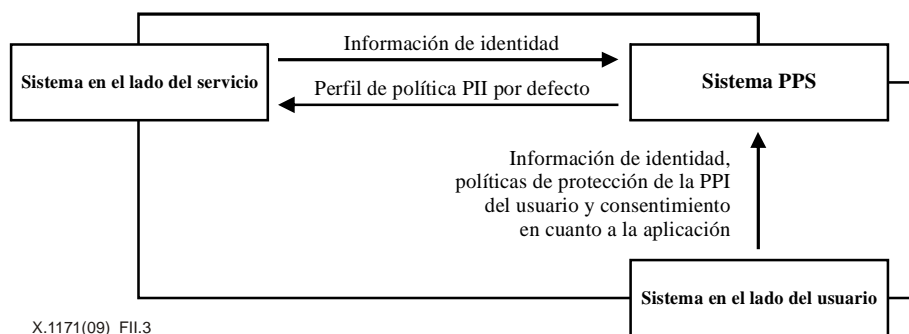 Información de identidad
Sistema en el lado del servicio
Sistema PPS
Perfil de política PII por defecto
Información de identidad,
políticas de protección de la PPI
del usuario y consentimiento
en cuanto a la aplicación
Sistema en el lado del usuario
X.1171(09)_FII.3